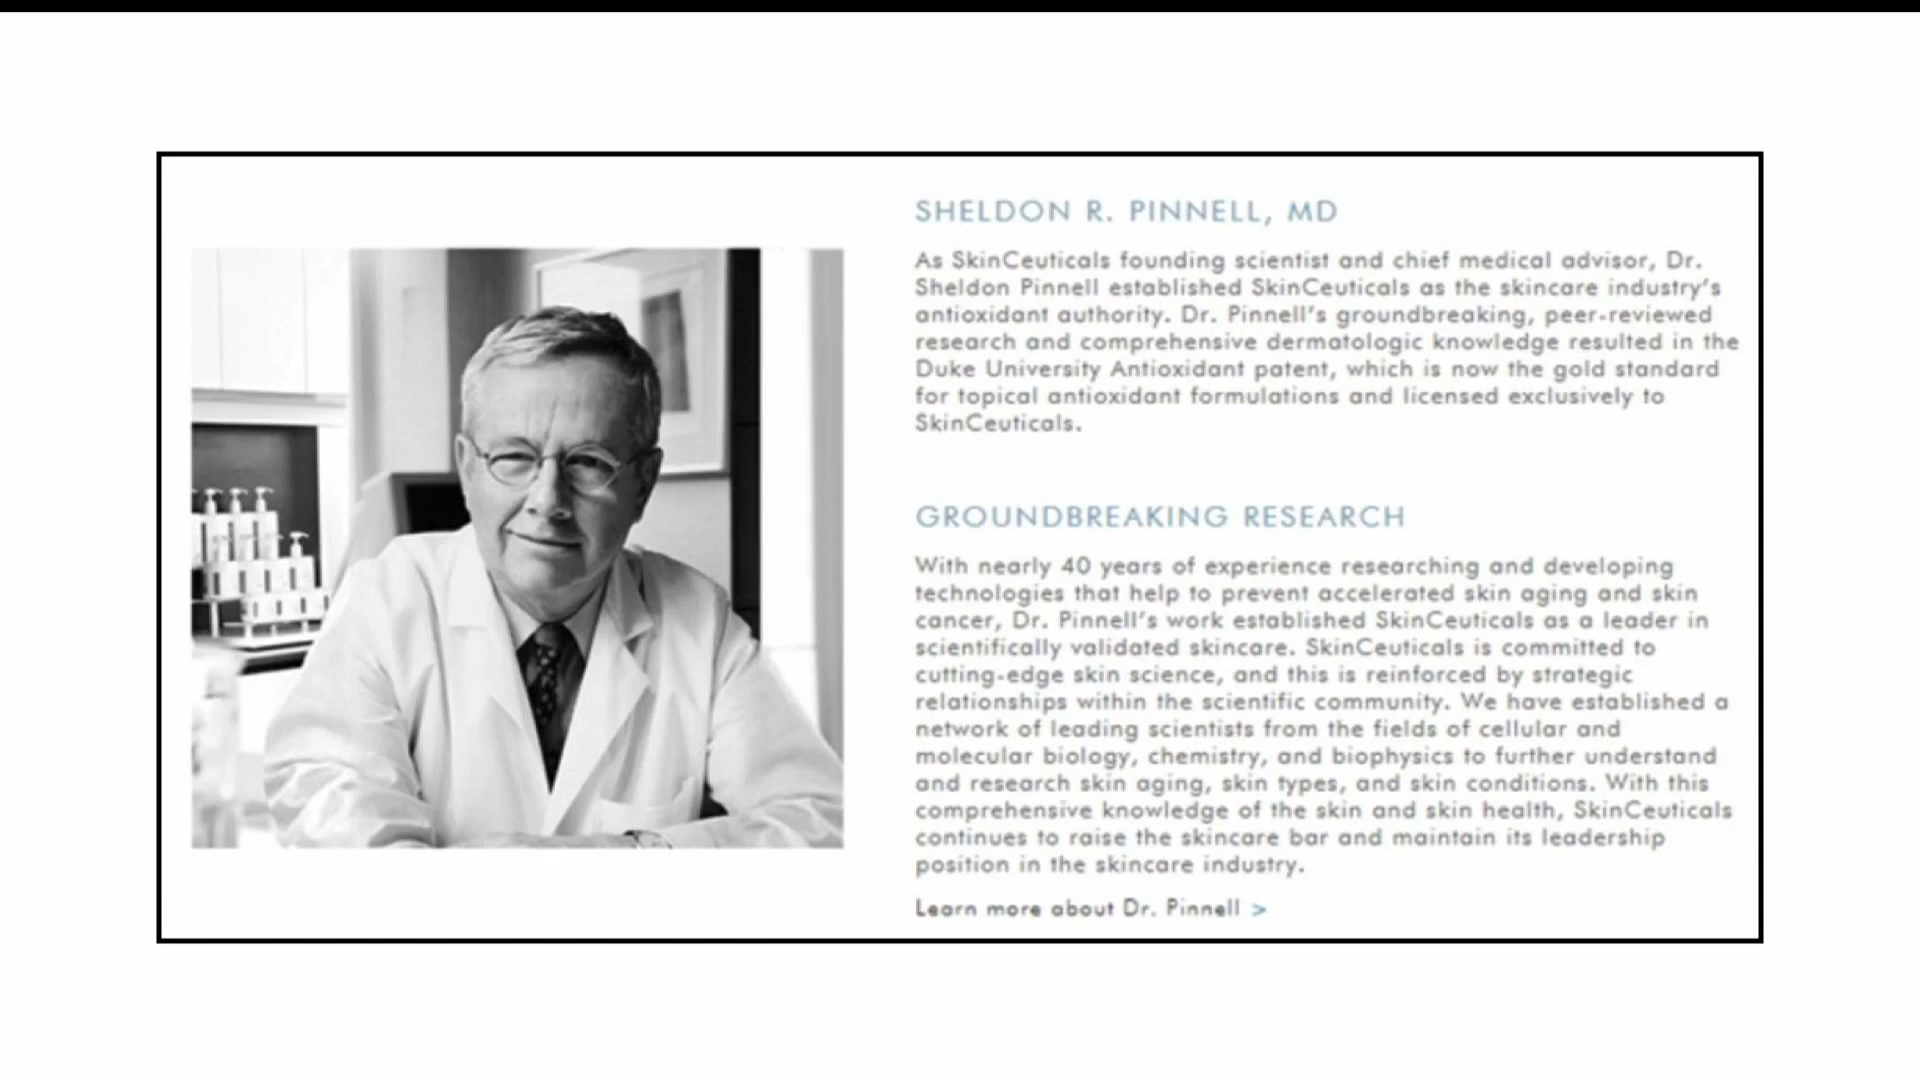 SHELDON R. PINNELL, MD
As SkinCeuticals founding scientist and chief medical advisor, Dr.
Sheldon Pinnell established SkinCeuticals as the skincare industry's
antioxidant authority. Dr. Pinnell's groundbreaking, peer-reviewed
research and comprehensive dermatologic knowledge resulted in the
Duke University Antioxidant patent, which is now the gold standard
for topical antioxidant formulations and licensed exclusively to
SkinCeuticals.
GROUNDBREAKING RESEARCH
With nearly 40 years of experience researching and developing
technologies that help to prevent accelerated skin aging and skin
cancer, Dr. Pinnell's work established SkinCeuticals as a leader in
scientifically validated skincare. SkinCeuticals is committed to
cutting-edge skin science, and this is reinforced by strategic
relationships within the scientific community. We have established a
network of leading scientists from the fields of cellular and
molecular biology, chemistry, and biophysics to further understand
and research skin aging, skin types, and skin conditions. With this
comprehensive knowledge of the skin and skin health, SkinCeuticals
continues to raise the skincare bar and maintain its leadership
position in the skincare industry.
Learn more about Dr. Pinnell >